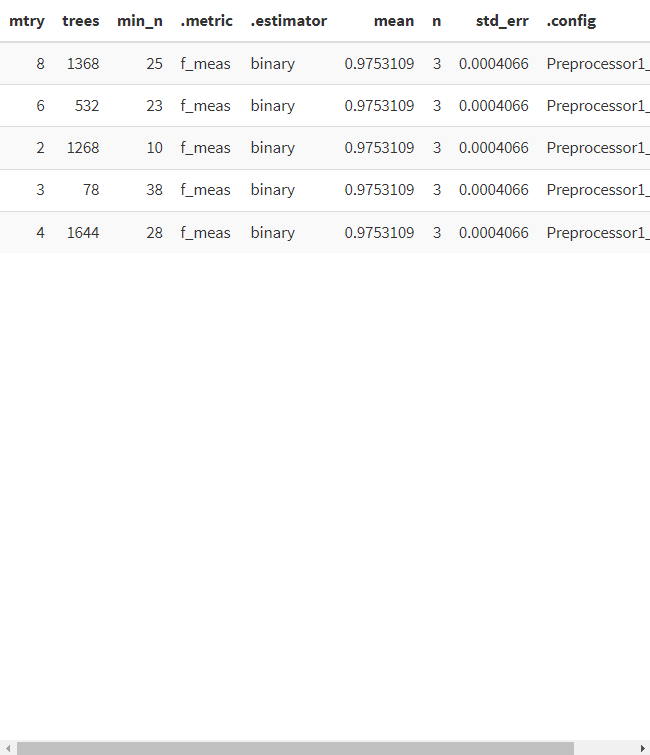 mtry trees min_n .metric .estimator mean n std_err .config
8 1368 25 f_meas binary 0.9753109 3 0.0004066 Preprocessor1_
6 532 23 f_meas binary 0.9753109 3 0.0004066 Preprocessor1_
2 1268 10 f_meas binary 0.9753109 3 0.0004066 Preprocessor1_
3 78 38 f_meas binary 0.9753109 3 0.0004066 Preprocessor1_
4 1644 28 f_meas binary 0.9753109 3 0.0004066 Preprocessor1_